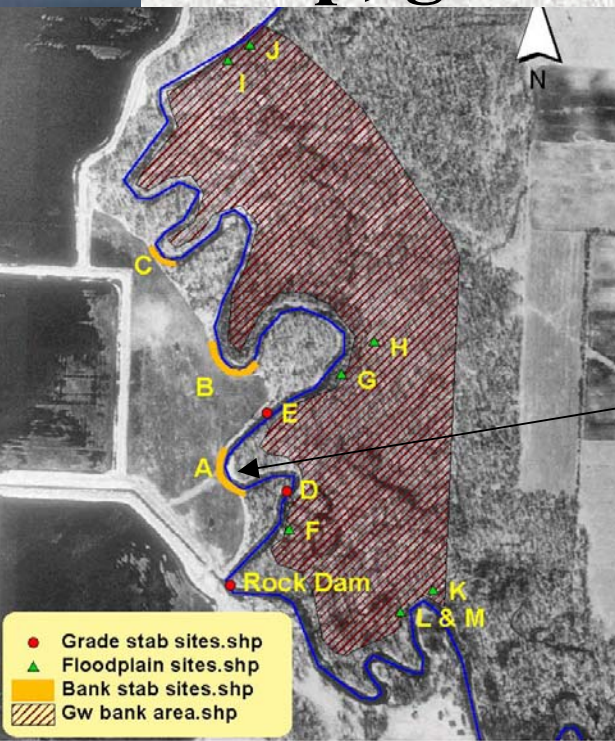 J
I
N
C
H
B
G
E
A
D
F
Rock Dam
K
L & M
Grade stab sites.shp
Floodplain sites.shp
Bank stab sites.shp
Gw bank area.shp